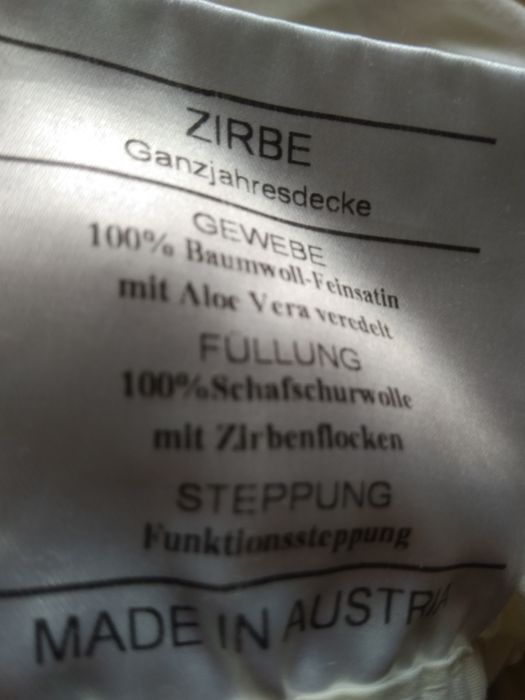 ZIRBE
Ganzjahresdecke
GEWEBE
100% Baumwoll-Feinsatin
mit Aloe Vera veredelt
FÜLLUNG
100%Schafschurwolle
mit Zirbenflocken
STEPPUNG
Funktionssteppung
MADE IN AUSTRIA